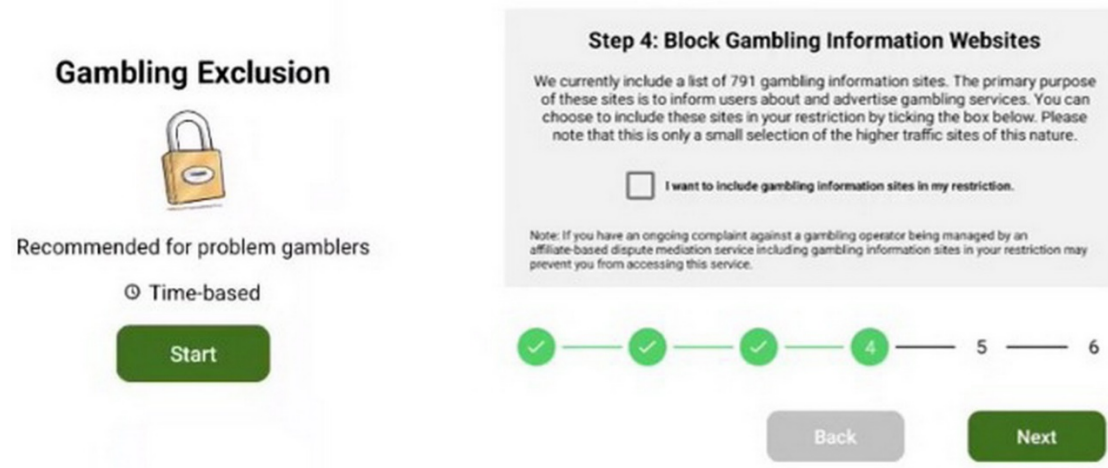 Gambling Exclusion
Recommended for problem gamblers
Time-based
Start
Step 4: Block Gambling Information Websites
We currently include a list of 791 gambling information sites. The primary purpose
of these sites is to inform users about and advertise gambling services. You can
choose to include these sites in your restriction by ticking the box below. Please
note that this is only a small selection of the higher traffic sites of this nature.
I want to include gambling information sites in my restriction.
Note: If you have an ongoing complaint against a gambling operator being managed by an
affiliate-based dispute mediation service including gambling information sites in your restriction may
prevent you from accessing this service.
4 5 6
Back Next